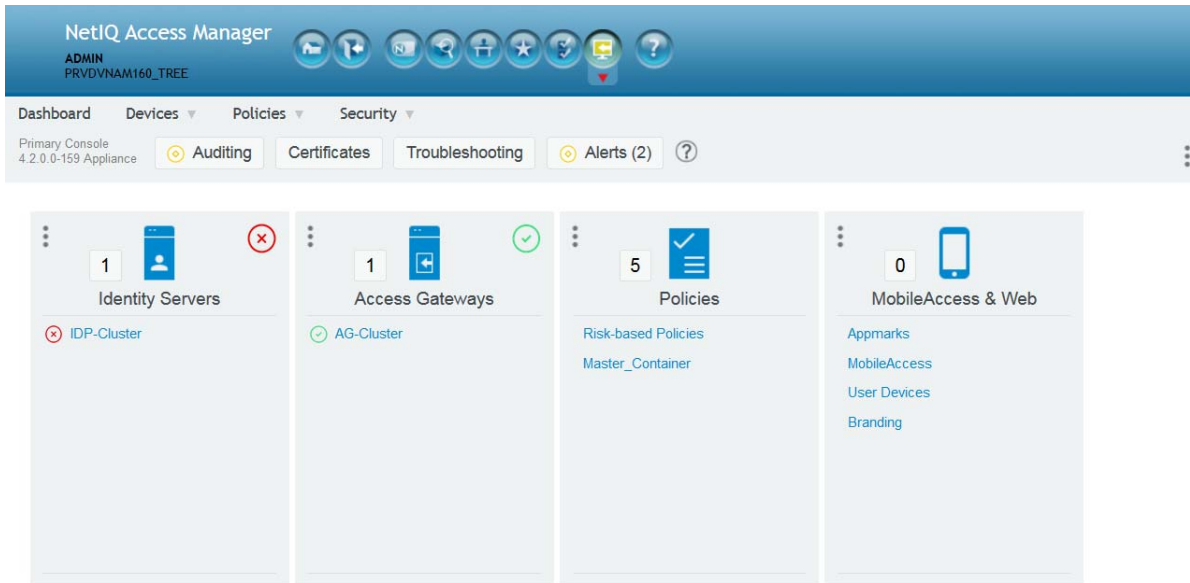 NetIQ Access Manager
ADMIN
PRVDVNAM160_TREE
N
?
Dashboard Devices Policies Security
Primary Console
4.2.0.0-159 Appliance
Auditing Certificates Troubleshooting Alerts (2) ?
1 1 5 0
Identity Servers Access Gateways Policies MobileAccess & Web
IDP-Cluster AG-Cluster Risk-based Policies Appmarks
Master_Container MobileAccess
User Devices
Branding